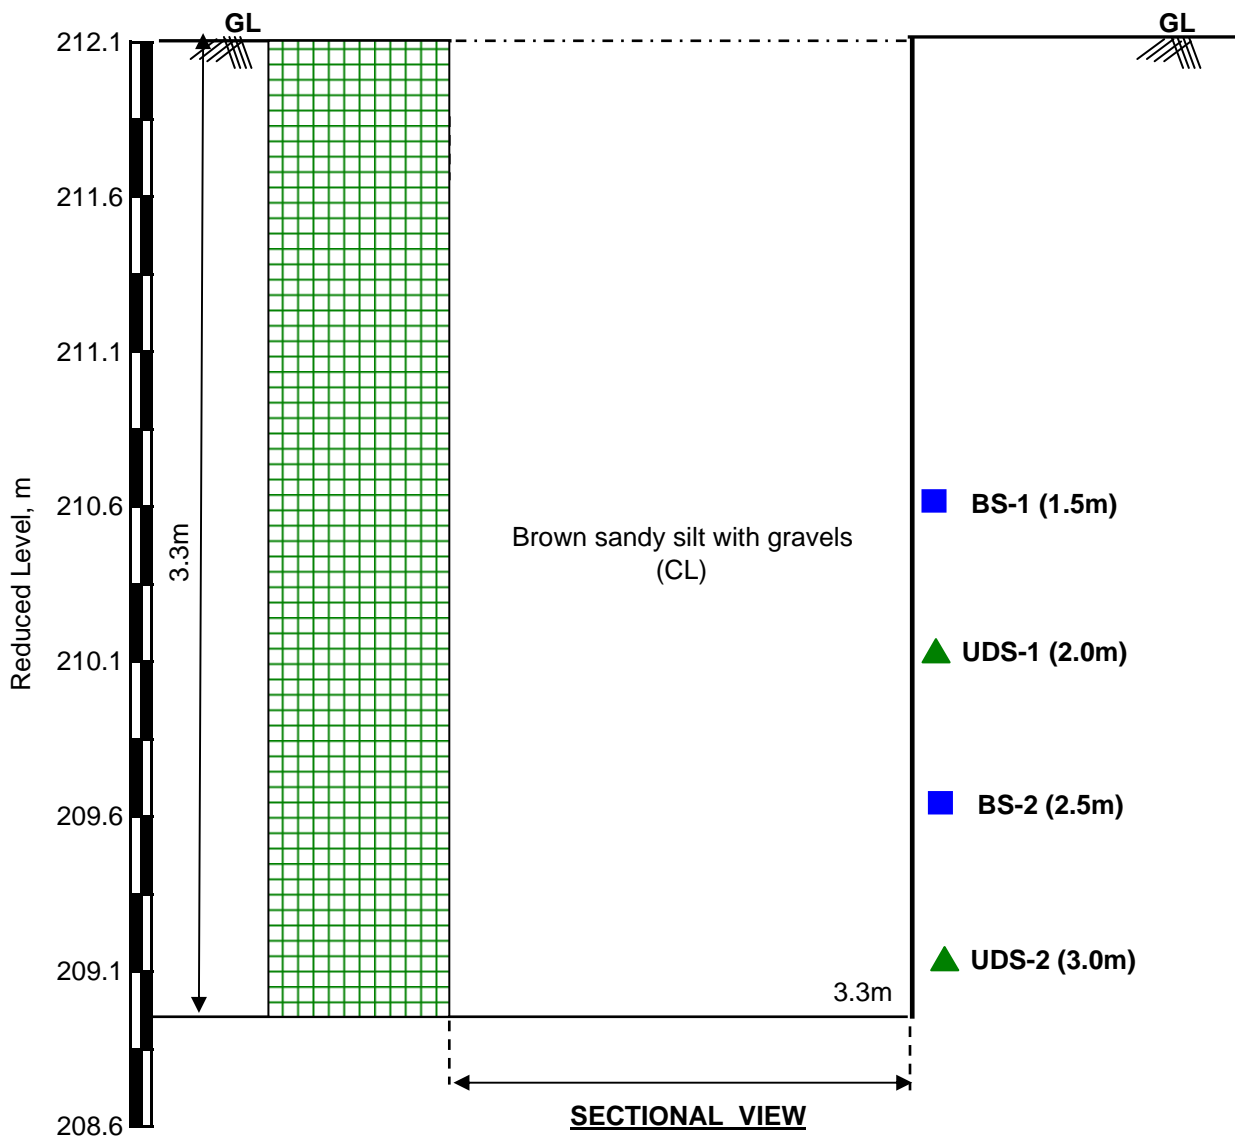 GL
GL
212.1
211.6
211.1
210.6
210.1
209.6
209.1
208.6
Reduced Level, m
3.3m
Brown sandy silt with gravels
(CL)
BS-1 (1.5m)
UDS-1 (2.0m)
BS-2 (2.5m)
UDS-2 (3.0m)
3.3m
SECTIONAL VIEW